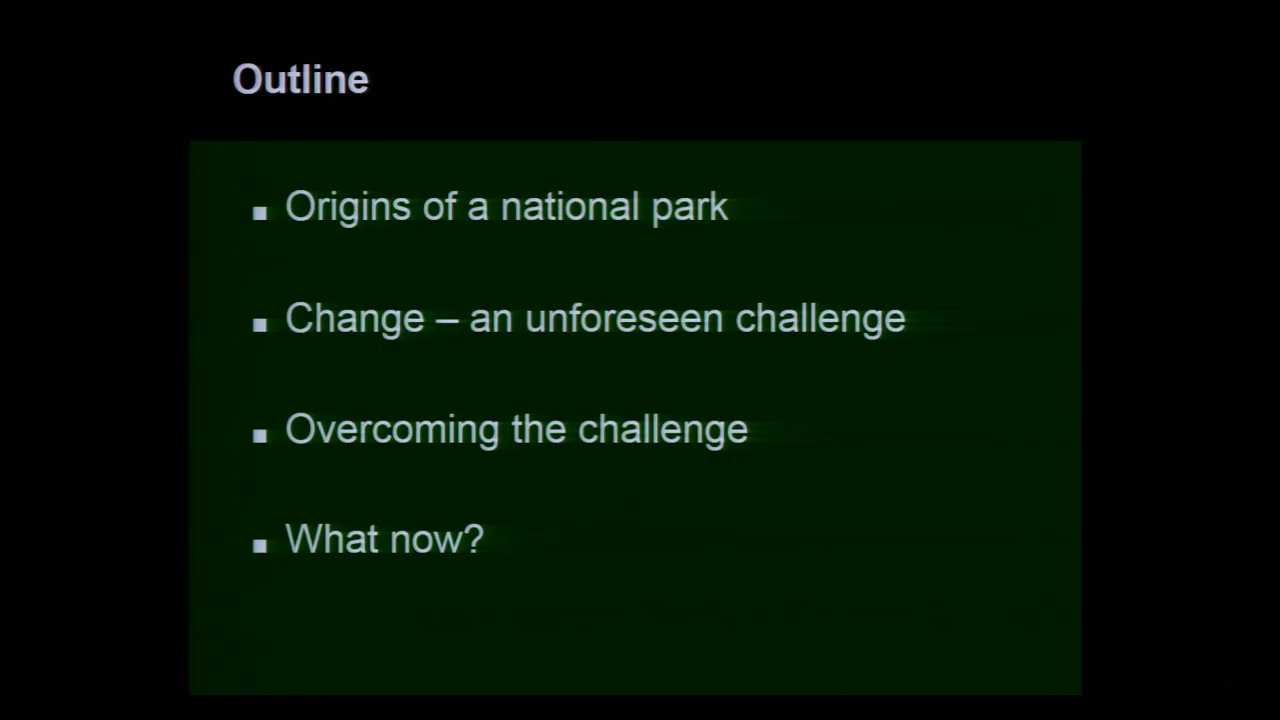 Outline
▪ Origins of a national park
▪ Change – an unforeseen challenge
▪ Overcoming the challenge
▪ What now?